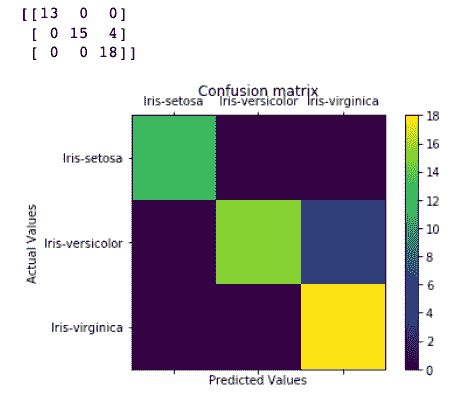 [[13 0 0]
[ 0 15 4]
[ 0 0 18]]
Confusion matrix
Iris-setosa Iris-versicolor Iris-virginica
18
16
Iris-setosa
14
12
Actual Values
10
Iris-versicolor
8
6
4
Iris-virginica
2
0
Predicted Values